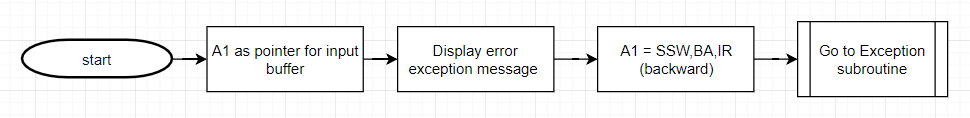 start
A1 as pointer for input
buffer
Display error
exception message
A1 = SSW,BA,IR
(backward)
Go to Exception
subroutine